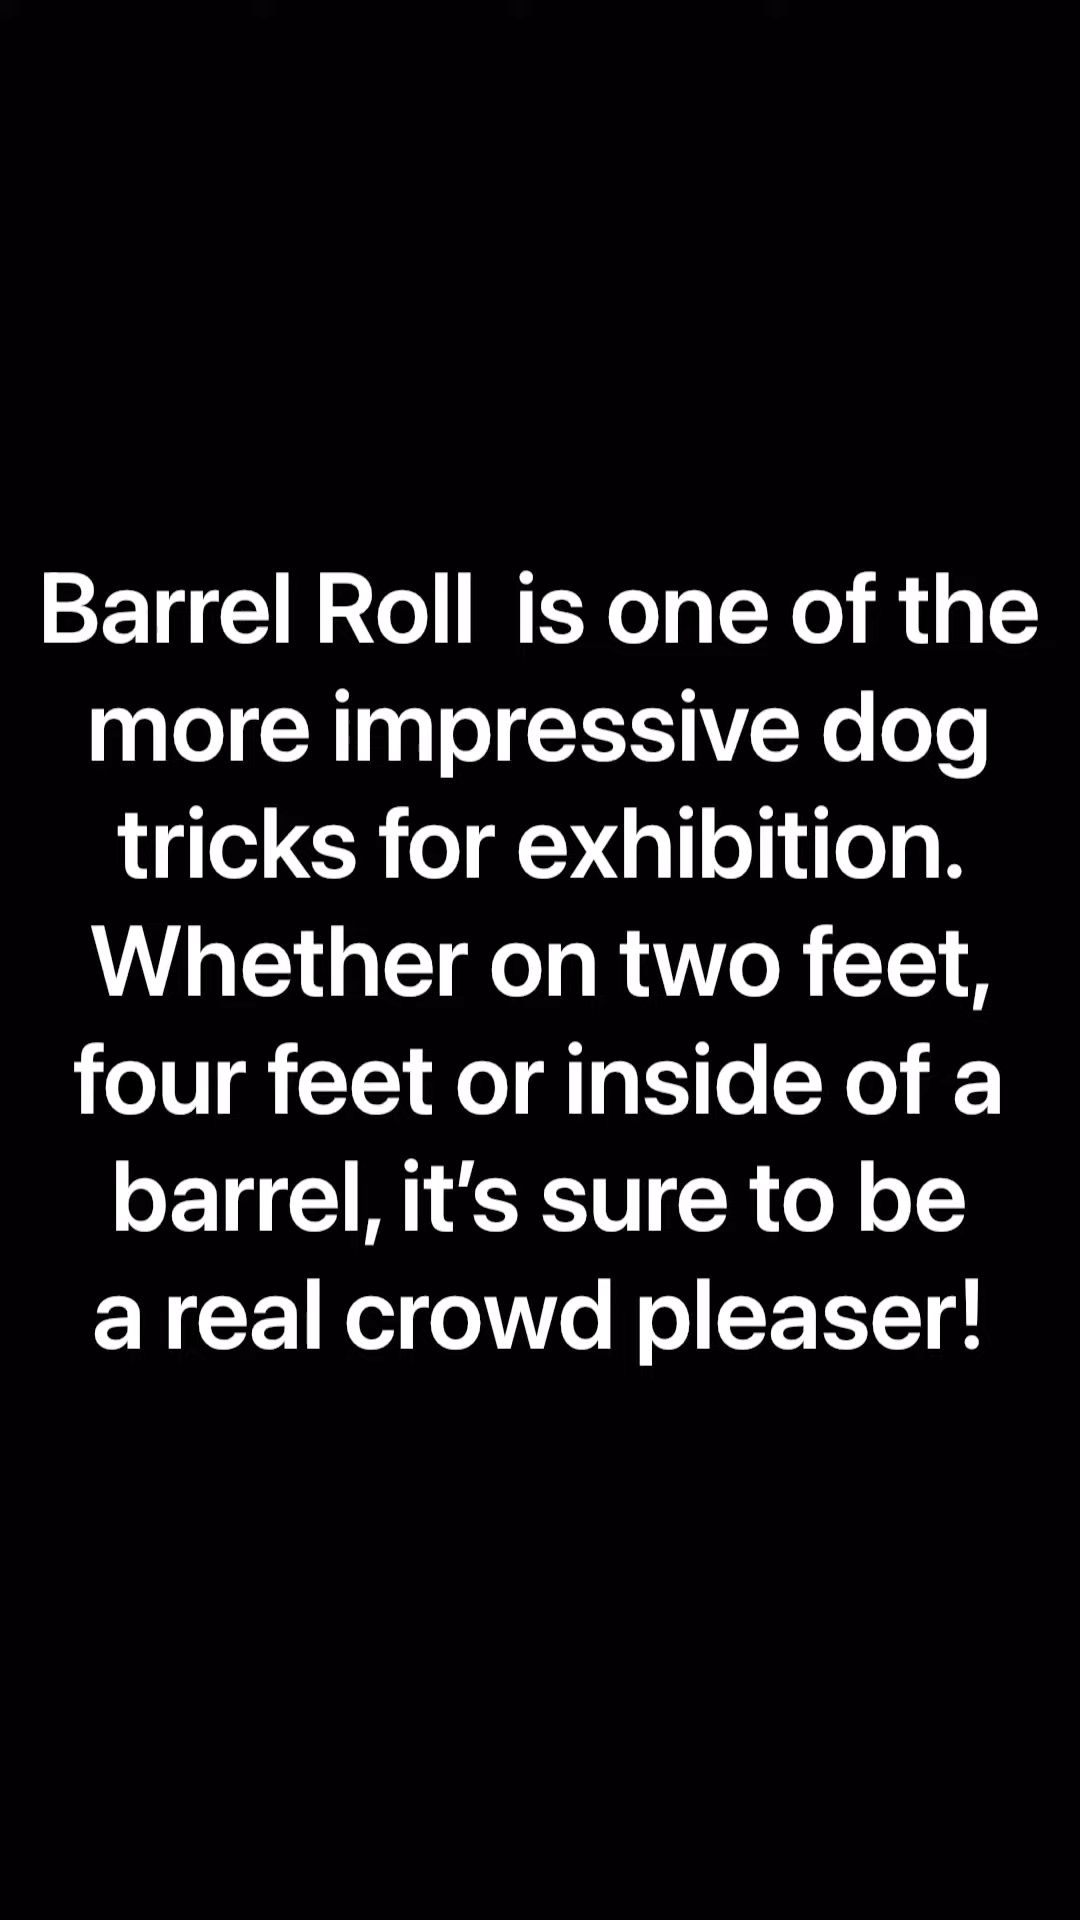 Barrel Roll  is one of the
more impressive dog
tricks for exhibition.
Whether on two feet,
four feet or inside of a
barrel, it’s sure to be
a real crowd pleaser!